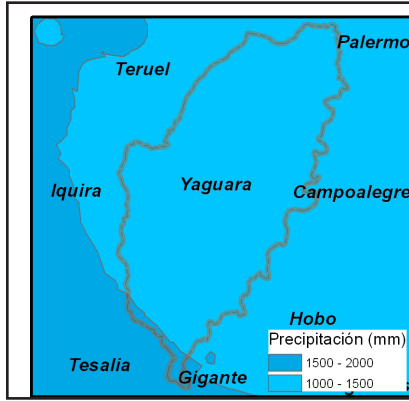 Palermo
Teruel
Iquira
Yaguara
Campoalegre
Hobo
Tesalia
Gigante
Precipitación (mm)
1500 - 2000
1000 - 1500